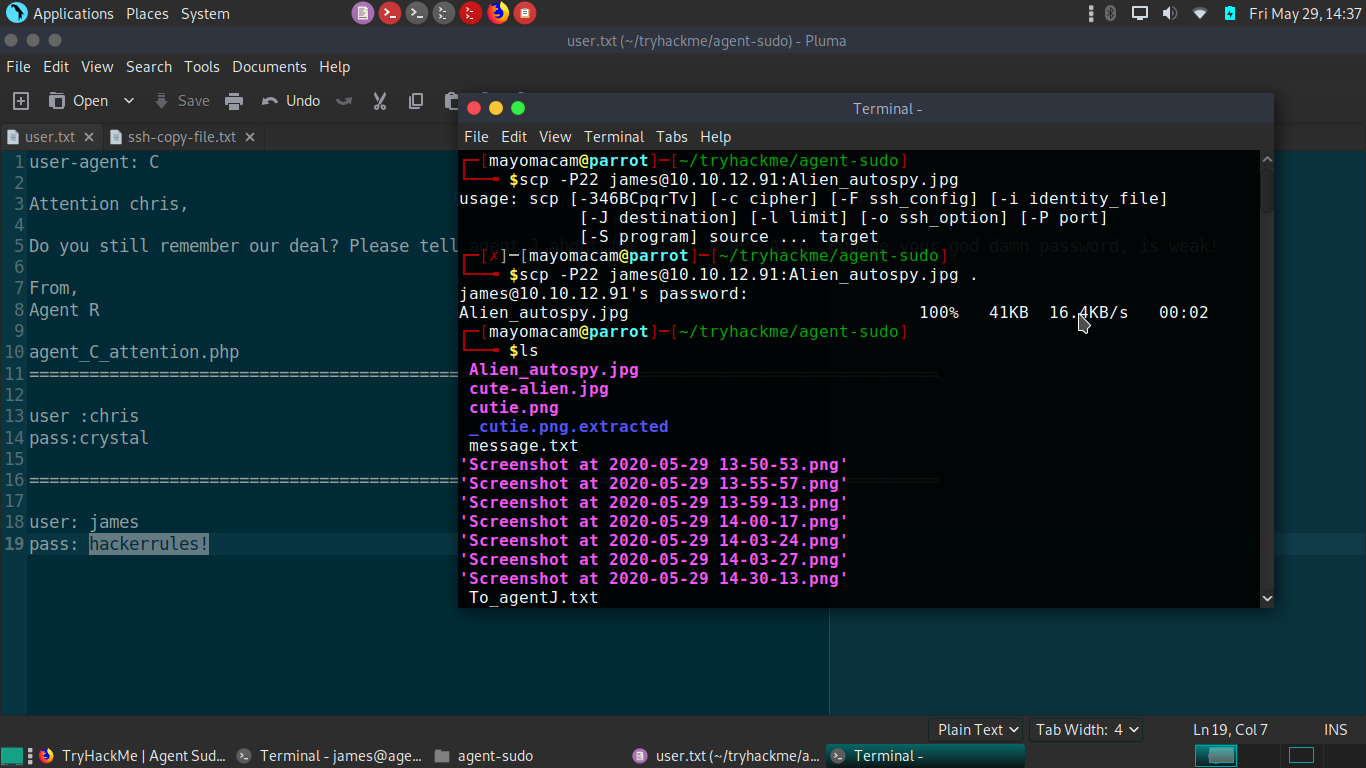 Applications Places System Fri May 29, 14:37
user.txt (~/tryhackme/agent-sudo) - Pluma
File Edit View Search Tools Documents Help
Open Save Undo
user.txt ssh-copy-file.txt
1 user-agent: C
2
3 Attention chris,
4
5 Do you still remember our deal? Please tell agent J about your god damn password, is weak!
6
7 From,
8 Agent R
9
10 agent_C_attention.php
11 ===========================================
12
13 user :chris
14 pass:crystal
15
16 ===========================================
17
18 user: james
19 pass: hackerrules!
Terminal -
File Edit View Terminal Tabs Help
┌─[mayomacam@parrot]─[~/tryhackme/agent-sudo]
└──╼ $scp -P22 james@10.10.12.91:Alien_autospy.jpg
usage: scp [-346BCpqrTv] [-c cipher] [-F ssh_config] [-i identity_file]
[-J destination] [-l limit] [-o ssh_option] [-P port]
[-S program] source ... target
┌─[✗]─[mayomacam@parrot]─[~/tryhackme/agent-sudo]
└──╼ $scp -P22 james@10.10.12.91:Alien_autospy.jpg .
james@10.10.12.91's password:
Alien_autospy.jpg 100% 41KB 16.4KB/s 00:02
┌─[mayomacam@parrot]─[~/tryhackme/agent-sudo]
└──╼ $ls
Alien_autospy.jpg
cute-alien.jpg
cutie.png
_cutie.png.extracted
message.txt
'Screenshot at 2020-05-29 13-50-53.png'
'Screenshot at 2020-05-29 13-55-57.png'
'Screenshot at 2020-05-29 13-59-13.png'
'Screenshot at 2020-05-29 14-00-17.png'
'Screenshot at 2020-05-29 14-03-24.png'
'Screenshot at 2020-05-29 14-03-27.png'
'Screenshot at 2020-05-29 14-30-13.png'
To_agentJ.txt
Plain Text Tab Width: 4 Ln 19, Col 7 INS
TryHackMe | Agent Sud... Terminal - james@age... agent-sudo user.txt (~/tryhackme/a... Terminal -